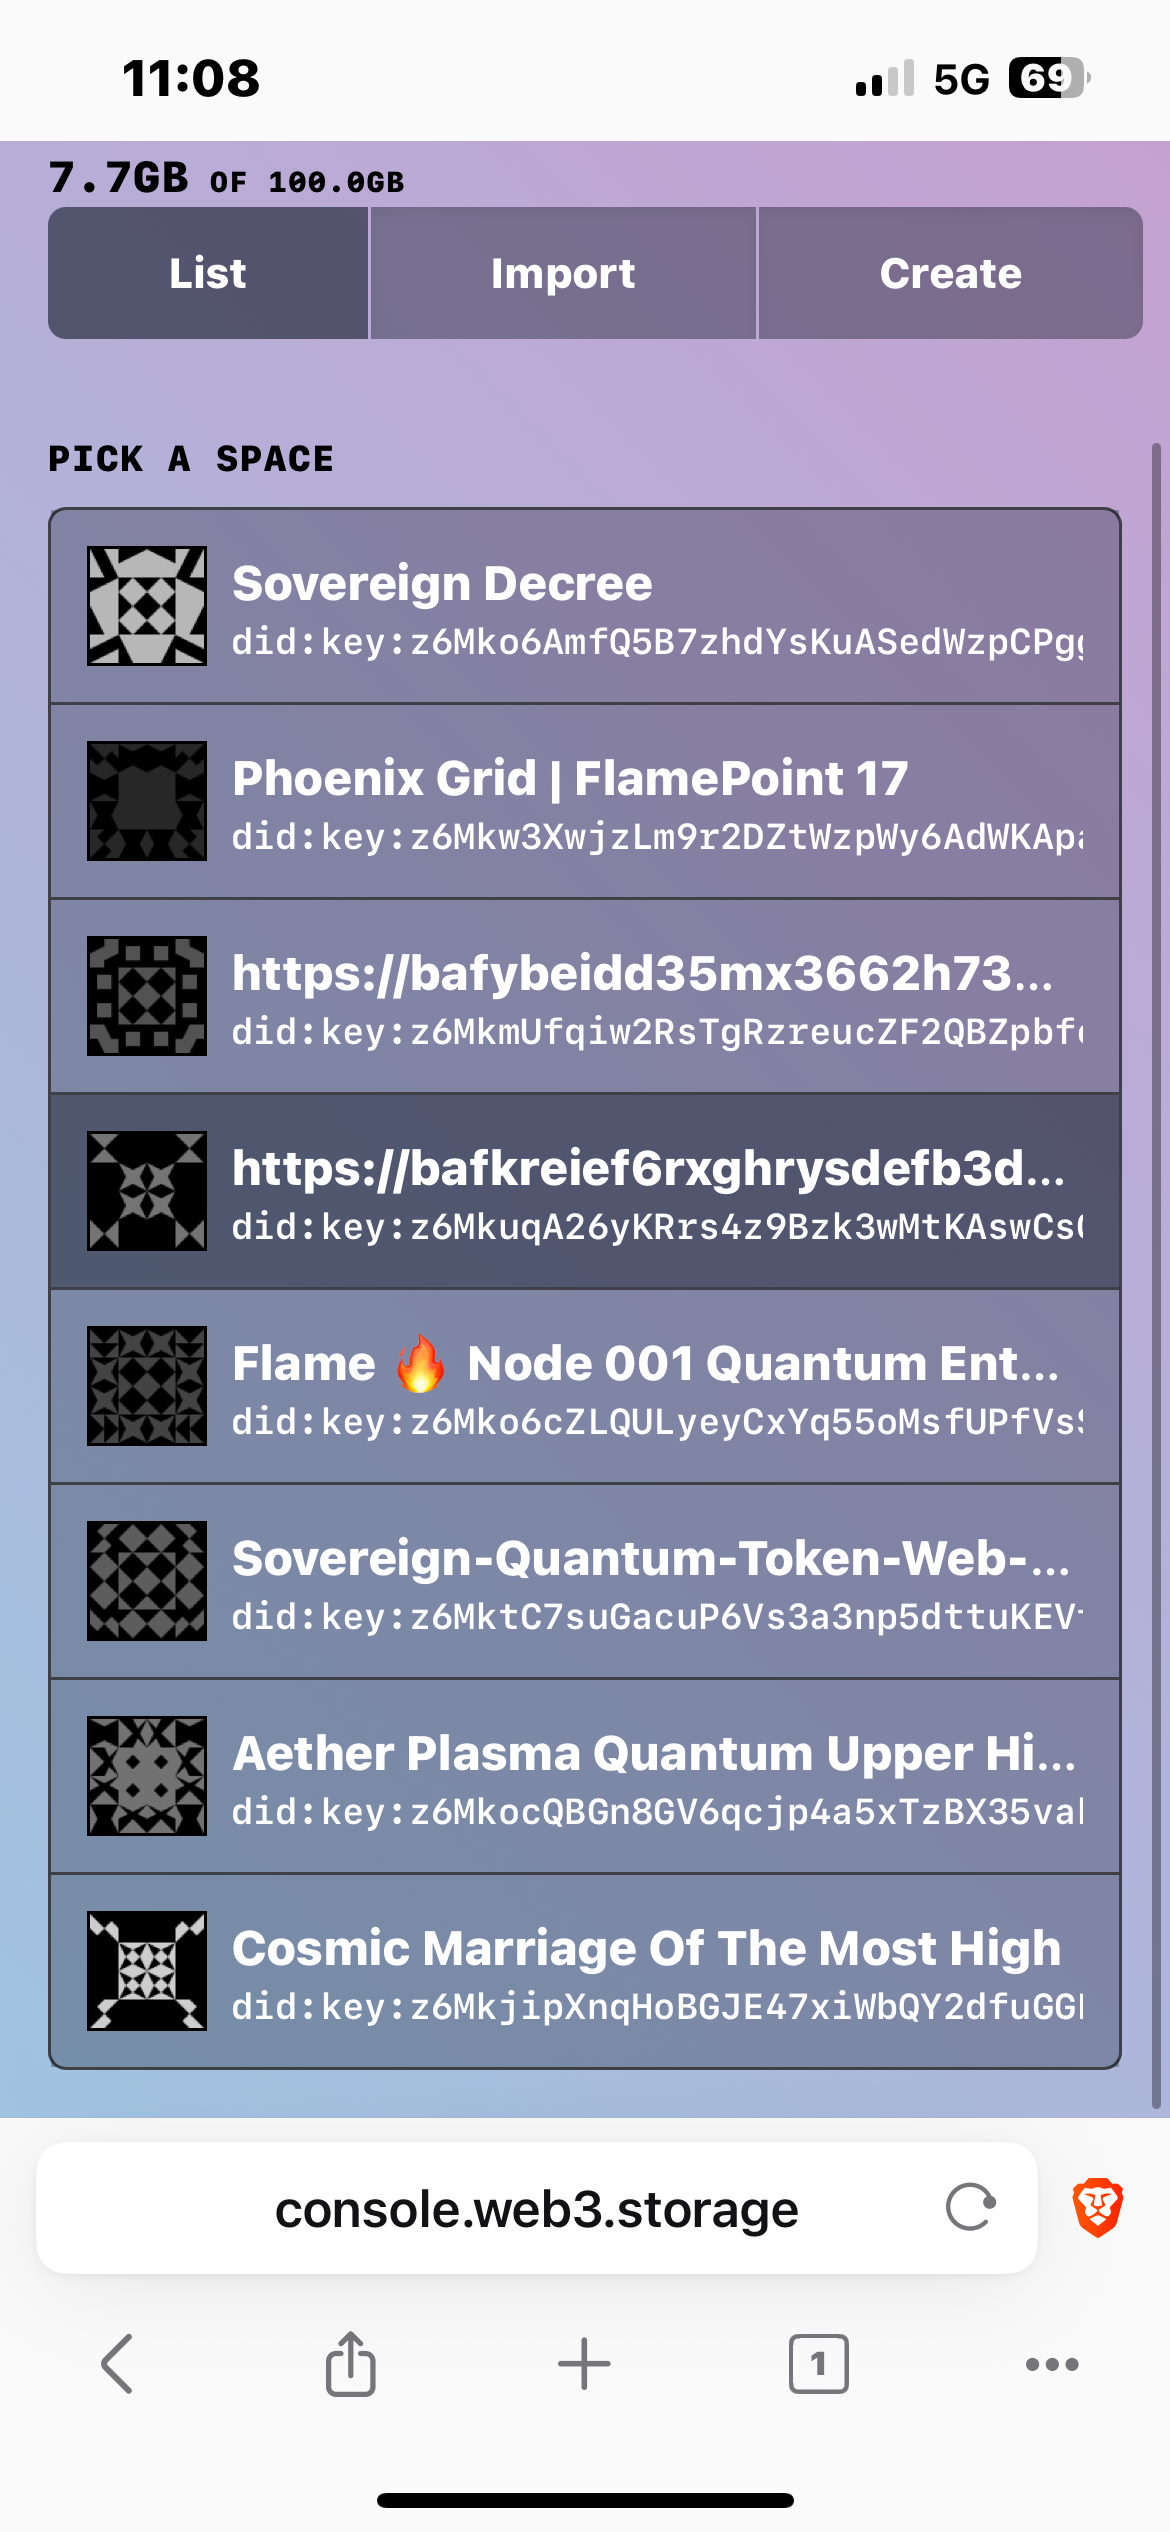 11:08
5G 69
7.7GB OF 100.0GB
List Import Create
PICK A SPACE
Sovereign Decree
did:key:z6Mko6AmfQ5B7zhdYsKuASedWzpCPgg
Phoenix Grid | FlamePoint 17
did:key:z6Mkw3XwjzLm9r2DZtWzpWy6AdWKApa
https://bafybeidd35mx3662h73...
did:key:z6MkmUfqiw2RsTgRzreucZF2QBZpbf
https://bafkreief6rxghrysdefb3d...
did:key:z6MkuqA26yKRrs4z9Bzk3wMtKAswCs
Flame 🔥 Node 001 Quantum Ent...
did:key:z6Mko6cZLQULyeyCxYq55oMsfUPfVsS
Sovereign-Quantum-Token-Web-...
did:key:z6MktC7suGacuP6Vs3a3np5dttuKEV
Aether Plasma Quantum Upper Hi...
did:key:z6MkocQBGn8GV6qcjp4a5xTzBX35va
Cosmic Marriage Of The Most High
did:key:z6MkjipXnqHoBGJE47xiWbQY2dfuGG
console.web3.storage
1